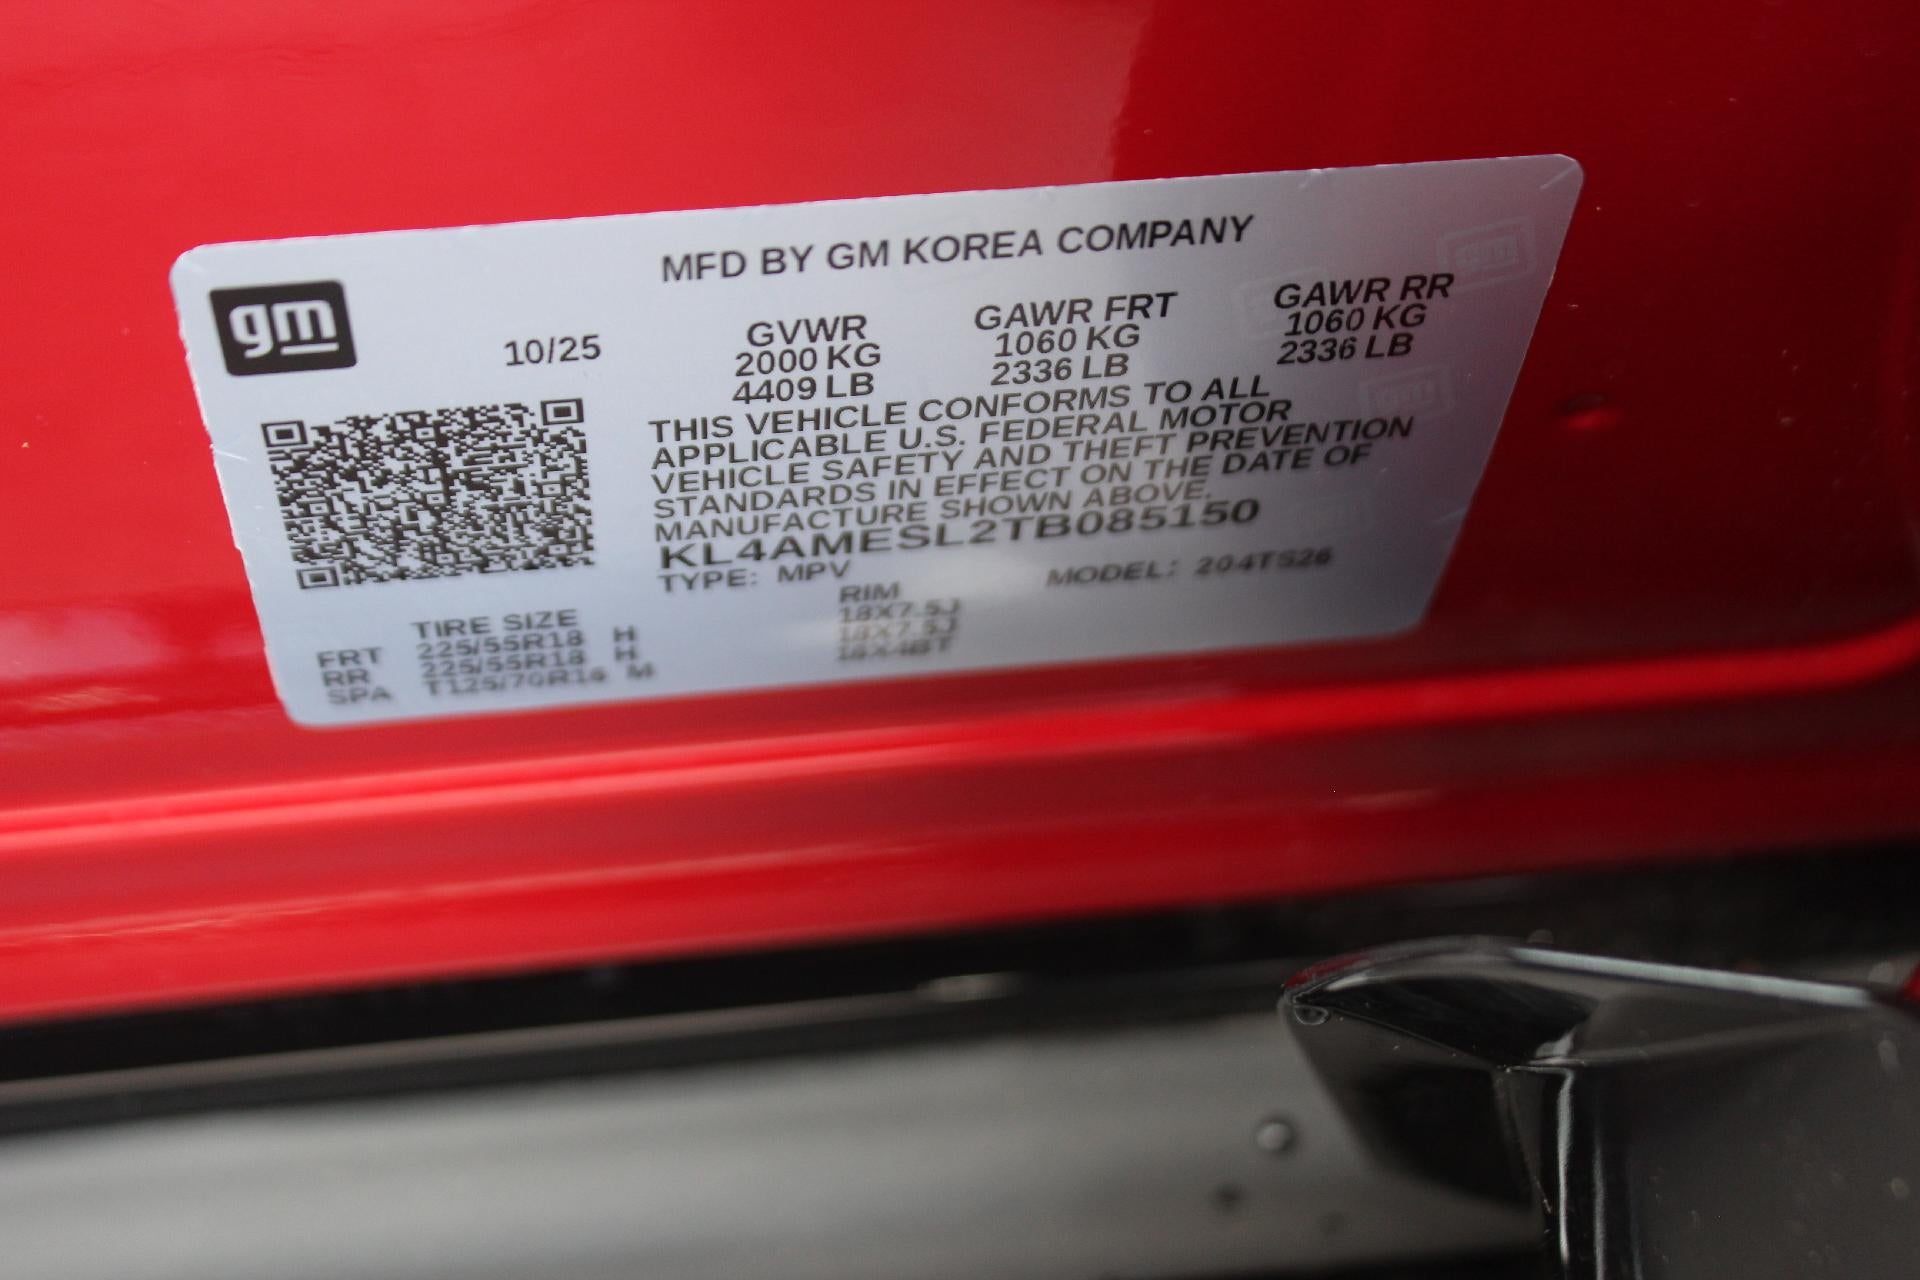 MFD BY GM KOREA COMPANY
gm
10/25
GVWR
2000 KG
4409 LB
GAWR FRT
1060 KG
2336 LB
GAWR RR
1060 KG
2336 LB
THIS VEHICLE CONFORMS TO ALL
APPLICABLE U.S. FEDERAL MOTOR
VEHICLE SAFETY AND THEFT PREVENTION
STANDARDS IN EFFECT ON THE DATE OF
MANUFACTURE SHOWN ABOVE.
KL4AMESL2TB085150
TYPE: MPV MODEL: 204TS26
TIRE SIZE RIM
FRT 225/55R18 H 18X7.5J
RR 225/55R18 H 18X7.5J
SPA T125/70R16 M 16X4BT